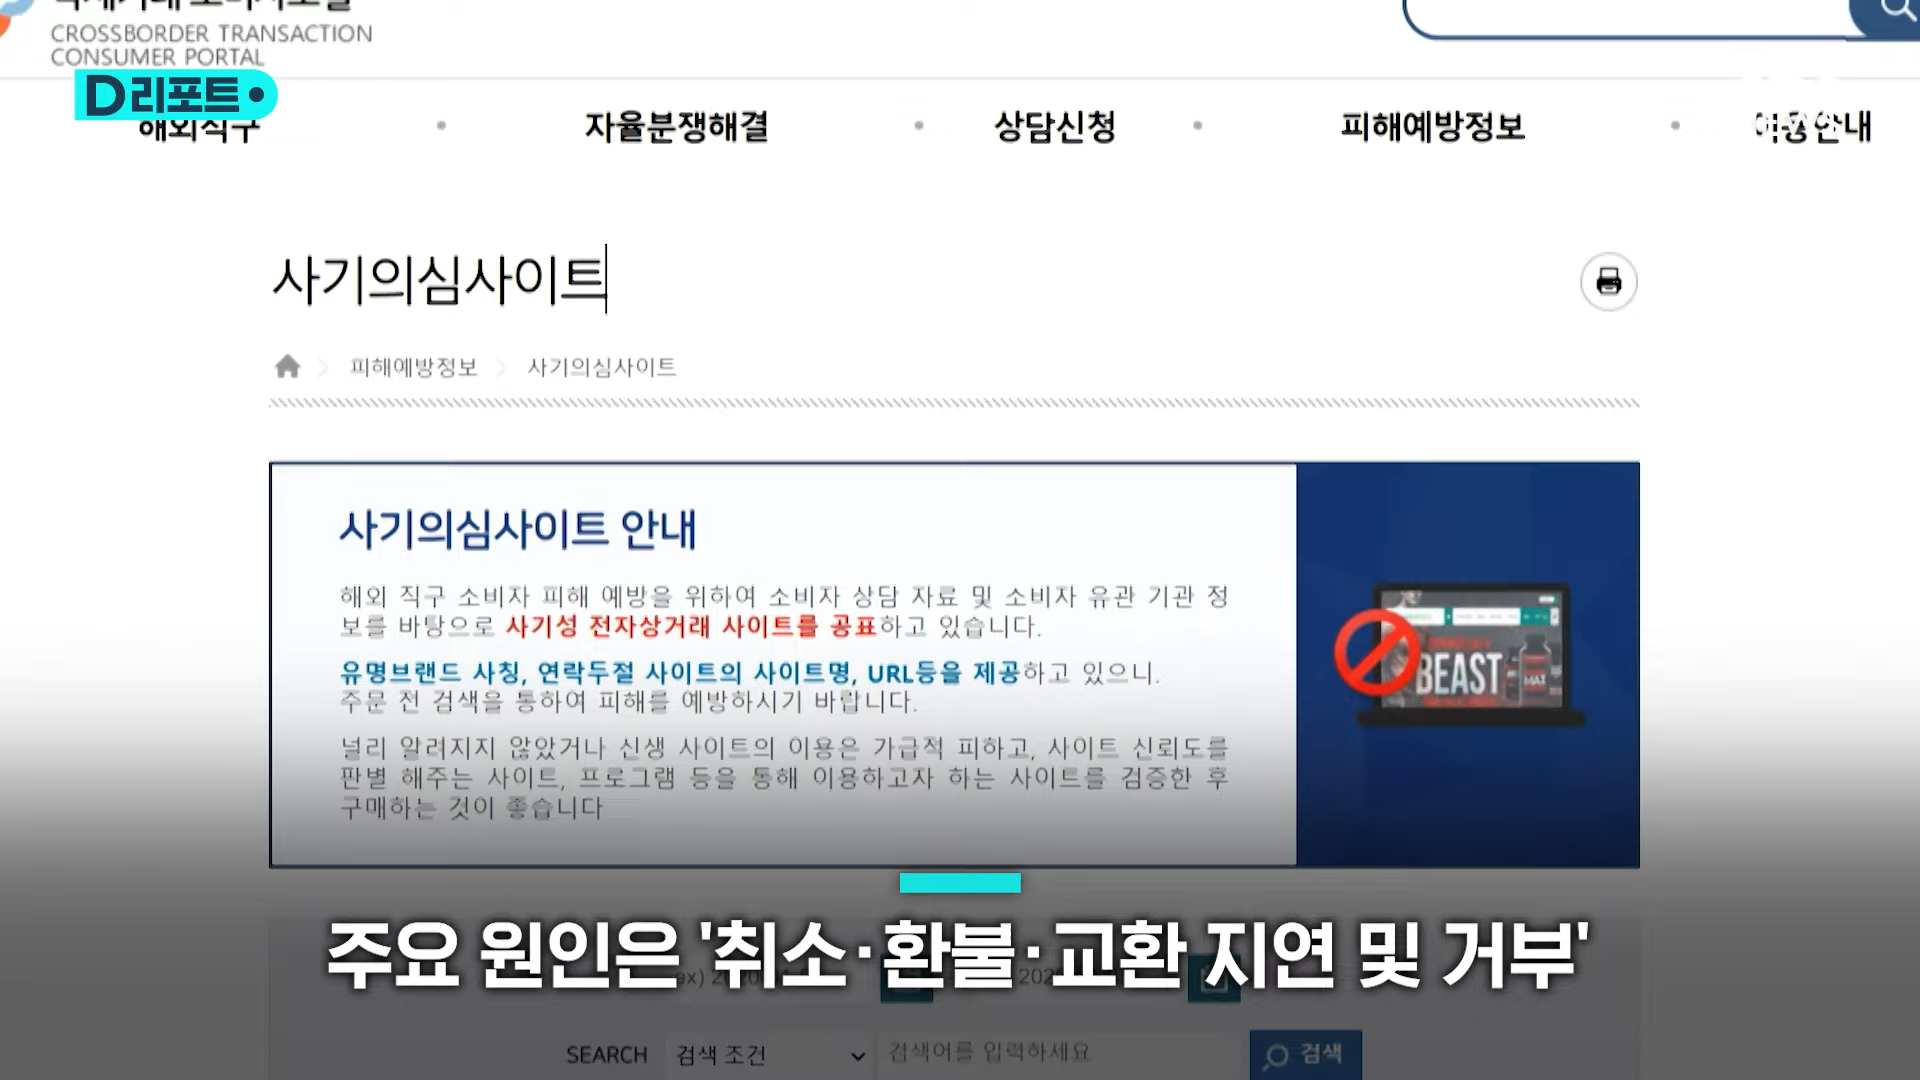 CROSSBORDER TRANSACTION
CONSUMER PORTAL
D리포트
해외직구 • 자율분쟁해결 • 상담신청 • 피해예방정보 • 이용안내
사기의심사이트
피해예방정보 > 사기의심사이트
사기의심사이트 안내
해외 직구 소비자 피해 예방을 위하여 소비자 상담 자료 및 소비자 유관 기관 정
보를 바탕으로 사기성 전자상거래 사이트를 공표하고 있습니다.
유명브랜드 사칭, 연락두절 사이트의 사이트명, URL등을 제공하고 있으니.
주문 전 검색을 통하여 피해를 예방하시기 바랍니다.
널리 알려지지 않았거나 신생 사이트의 이용은 가급적 피하고, 사이트 신뢰도를
판별 해주는 사이트, 프로그램 등을 통해 이용하고자 하는 사이트를 검증한 후
구매하는 것이 좋습니다
BEAST
주요 원인은 '취소·환불·교환 지연 및 거부'
SEARCH 검색 조건 검색어를 입력하세요 검색